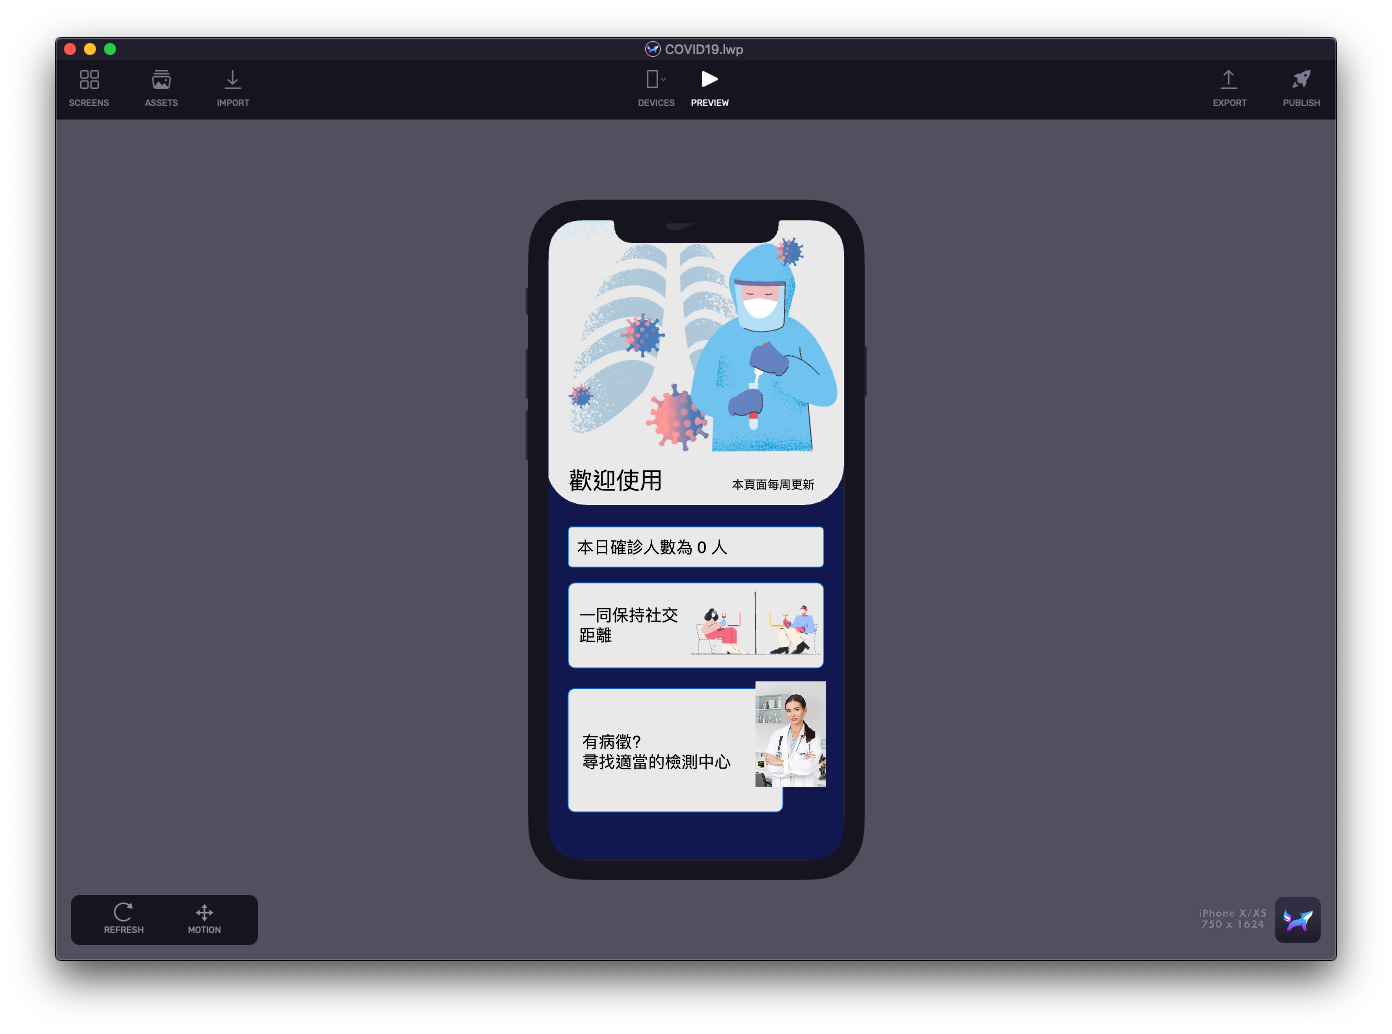 COVID19.lwp
SCREENS
ASSETS
IMPORT
DEVICES
PREVIEW
EXPORT
PUBLISH
歡迎使用
本頁面每周更新
本日確診人數為 0 人
一同保持社交
距離
有病徵?
尋找適當的檢測中心
REFRESH
MOTION
iPhone X/XS
750 x 1624